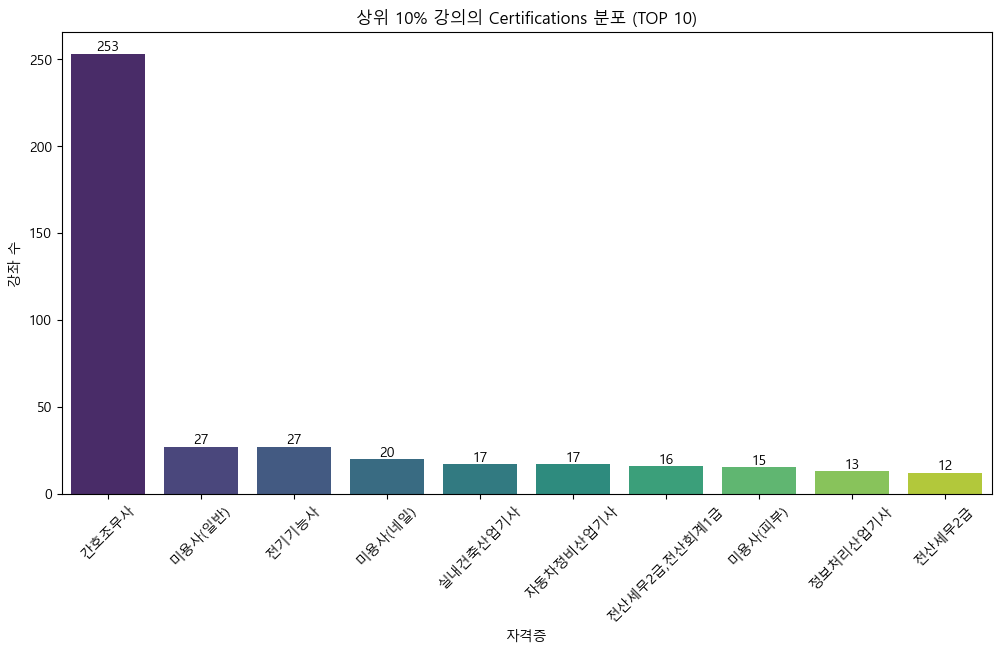 상위 10% 강의의 Certifications 분포 (TOP 10)
강좌 수
250
200
150
100
50
0
253
27
27
20
17
17
16
15
13
12
간호조무사
미용사(일반)
전기기능사
미용사(네일)
실내건축산업기사
자동차정비산업기사
전산세무2급,전산회계1급
미용사(피부)
정보처리산업기사
전산세무2급
자격증